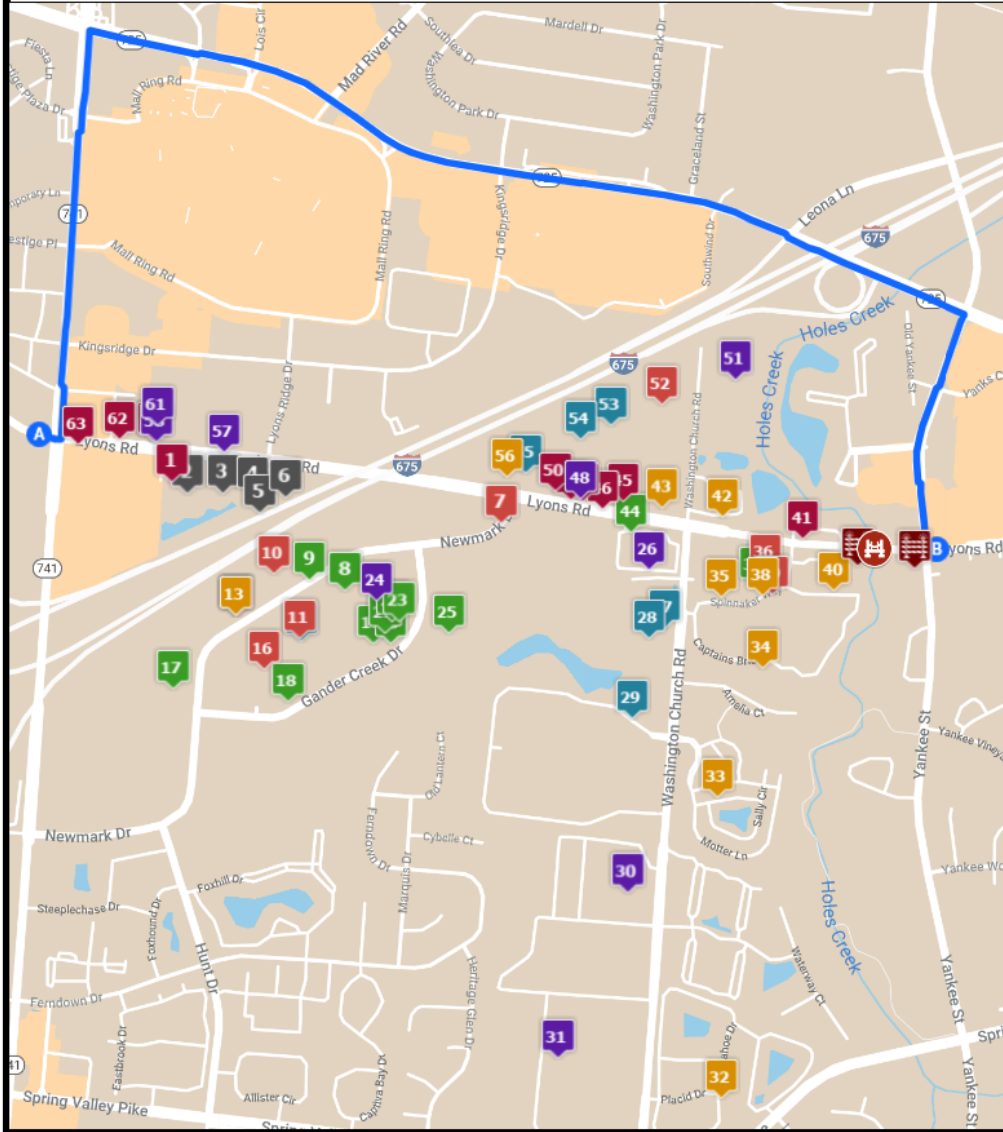 Lois Cir
Mardell Dr
Southlea Dr
Mad River Rd
Washington Park Dr
Fiesta Ln
Mall Ring Rd
Washington Park Dr
Plaza Dr
Graceland St
Kingsridge Dr
Leona Ln
741
725
675
Mall Ring Rd
Southwind Dr
Mall Ring Rd
725
Holes Creek
Kingsridge Dr
Old Yankee St
675
51
Holes Creek
52
Lyons Ridge Dr
61
53
54
Washington Church Rd
63
62
57
A
Lyons Rd
1
2
3
4
5
6
Rd
675
56
50
48
45
43
42
7
Lyons Rd
44
41
Newmark
26
36
B
Lyons Rd
10
9
8
24
35
38
40
741
13
23
Spinnaker Way
11
25
28
16
34
17
18
Gander Creek Dr
29
Amelia Ct
Washington Church Rd
Yankee St
Old Lantern Ct
33
Sally Cir
Newmark Dr
Ferndown Dr
Cybelle Ct
Motter Ln
30
Marquis Dr
Foxhill Dr
Steeplechase Dr
Foxhound Dr
Holes Creek
Hunt Dr
Waterway Ct
Heritage Glen Dr
Yankee St
Ferndown Dr
31
Eastbrook Dr
32
Captiva Bay Dr
Allister Cir
Placid Dr
Spring Valley Pike
Yankee St